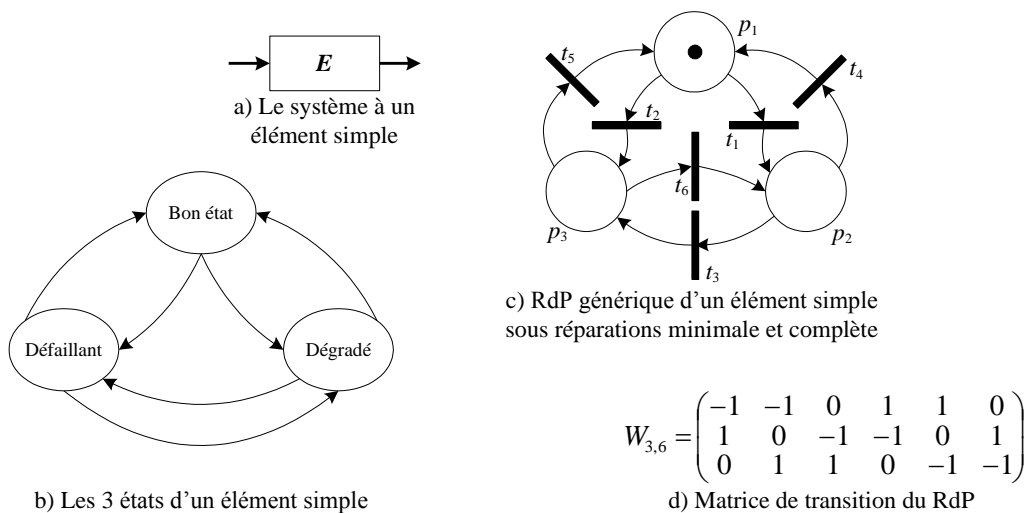 E
a) Le système à un
élément simple
Bon état
Défaillant
Dégradé
b) Les 3 états d'un élément simple
p1
t5
t4
t2
t1
t6
p3
p2
t3
c) RdP générique d'un élément simple
sous réparations minimale et complète
W3,6 = ( −1 −1 0 1 1 0
1 0 −1 −1 0 1
0 1 1 0 −1 −1 )
d) Matrice de transition du RdP